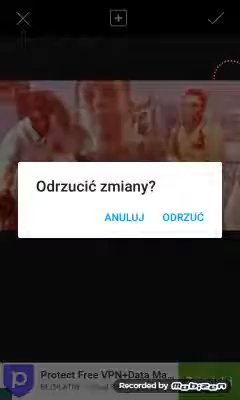 Odrzucić zmiany?
ANULUJ ODRZUĆ
Protect Free VPN+Data Ma...
Recorded by Mobizen